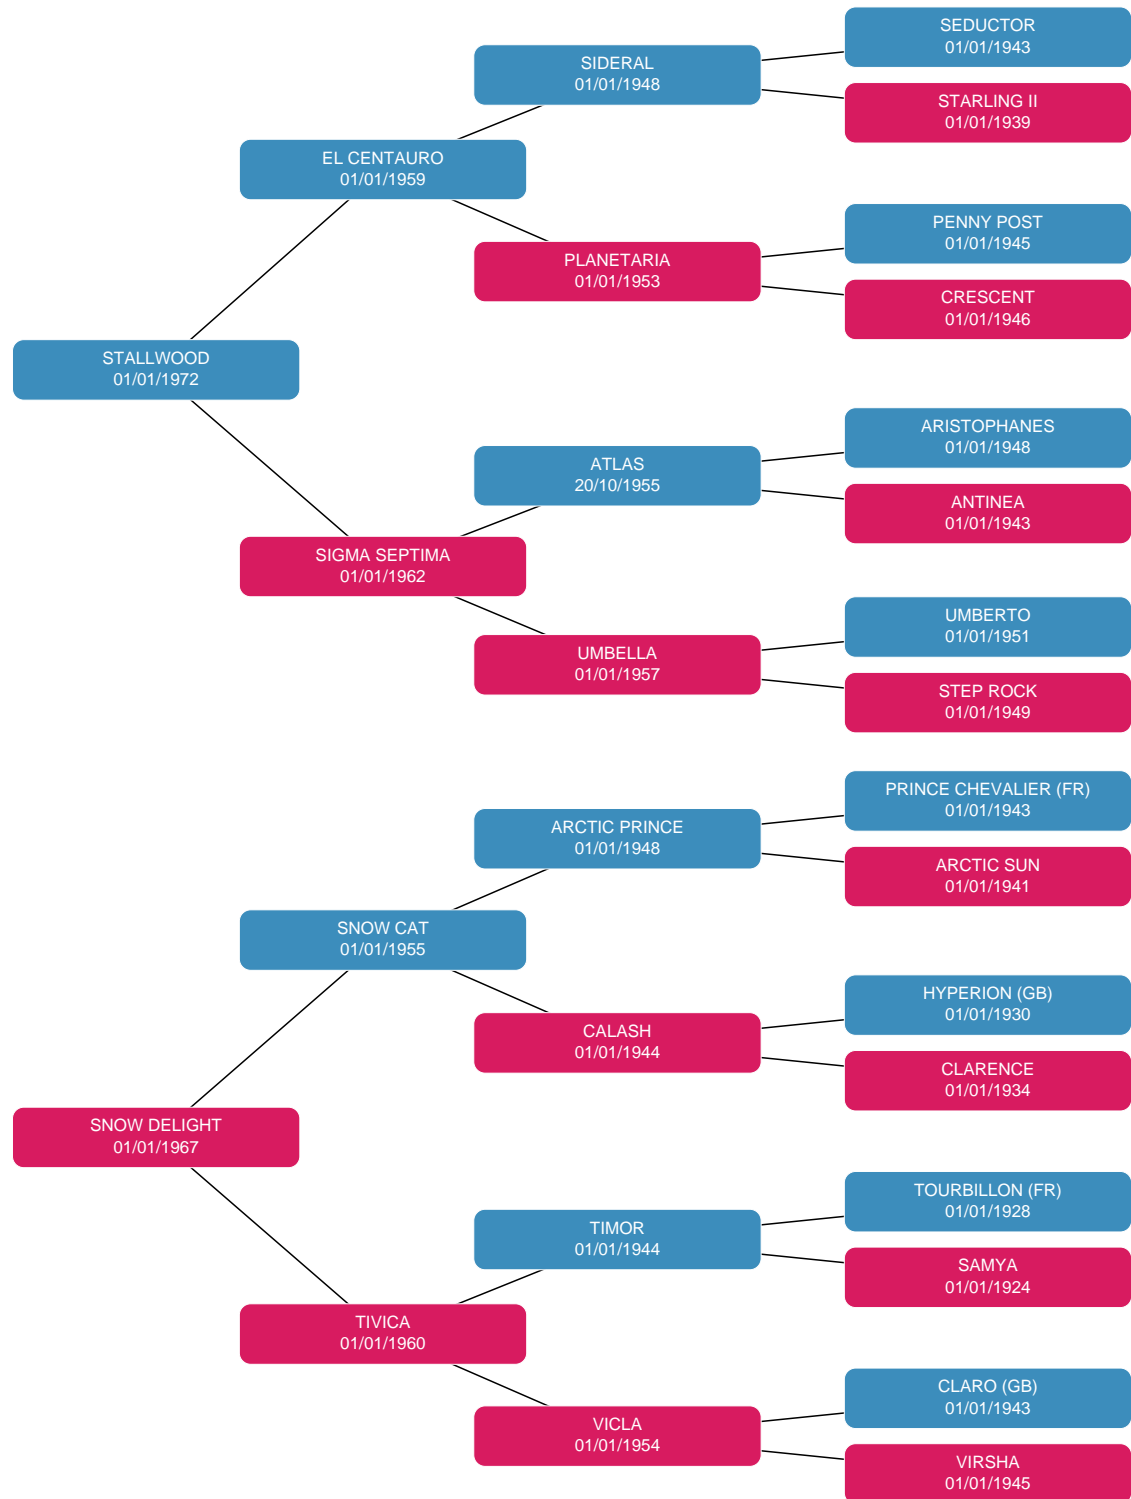 SEDUCTOR
01/01/1943
SIDERAL
01/01/1948
STARLING II
01/01/1939
EL CENTAURO
01/01/1959
PENNY POST
01/01/1945
PLANETARIA
01/01/1953
CRESCENT
01/01/1946
STALLWOOD
01/01/1972
ARISTOPHANES
01/01/1948
ATLAS
20/10/1955
ANTINEA
01/01/1943
SIGMA SEPTIMA
01/01/1962
UMBERTO
01/01/1951
UMBELLA
01/01/1957
STEP ROCK
01/01/1949
PRINCE CHEVALIER (FR)
01/01/1943
ARCTIC PRINCE
01/01/1948
ARCTIC SUN
01/01/1941
SNOW CAT
01/01/1955
HYPERION (GB)
01/01/1930
CALASH
01/01/1944
CLARENCE
01/01/1934
SNOW DELIGHT
01/01/1967
TOURBILLON (FR)
01/01/1928
TIMOR
01/01/1944
SAMYA
01/01/1924
TIVICA
01/01/1960
CLARO (GB)
01/01/1943
VICLA
01/01/1954
VIRSHA
01/01/1945